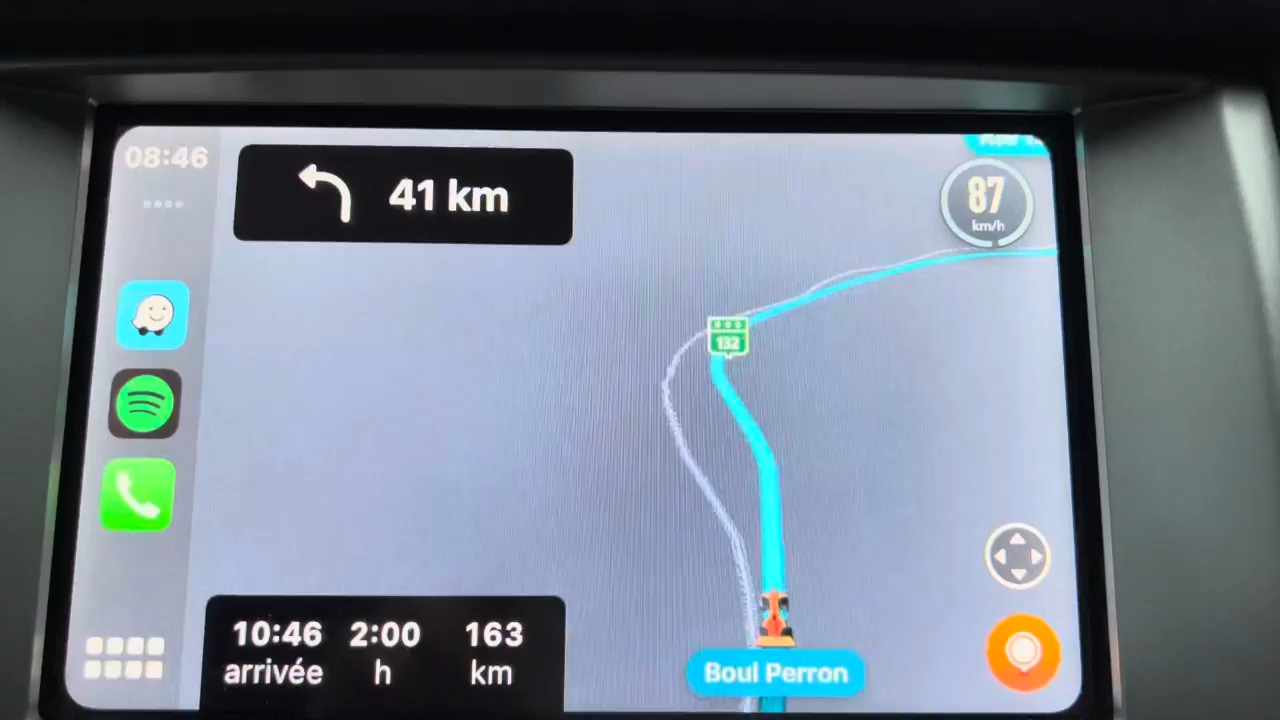 08:46
41 km
87
km/h
132
10:46 2:00 163
arrivée h km
Boul Perron